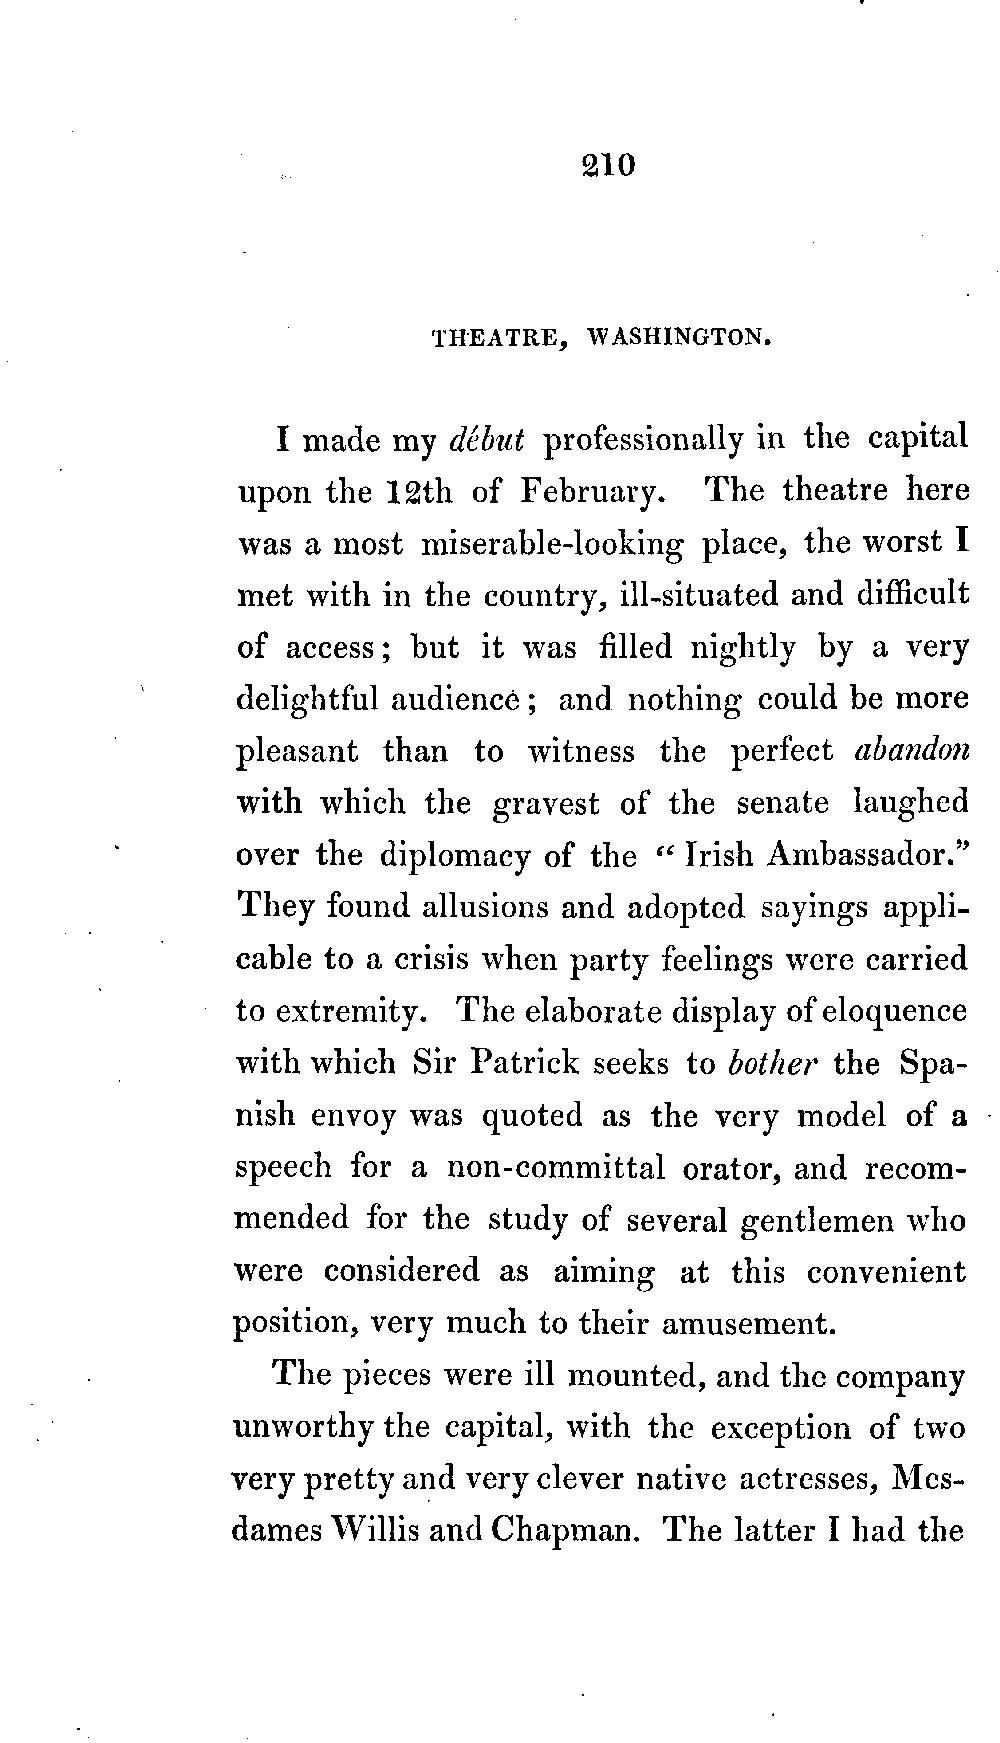 210
THEATRE, WASHINGTON.
I made my début professionally in the capital
upon the 12th of February. The theatre here
was a most miserable-looking place, the worst I
met with in the country, ill-situated and difficult
of access; but it was filled nightly by a very
delightful audience; and nothing could be more
pleasant than to witness the perfect abandon
with which the gravest of the senate laughed
over the diplomacy of the “Irish Ambassador.”
They found allusions and adopted sayings appli-
cable to a crisis when party feelings were carried
to extremity. The elaborate display of eloquence
with which Sir Patrick seeks to bother the Spa-
nish envoy was quoted as the very model of a
speech for a non-committal orator, and recom-
mended for the study of several gentlemen who
were considered as aiming at this convenient
position, very much to their amusement.
The pieces were ill mounted, and the company
unworthy the capital, with the exception of two
very pretty and very clever native actresses, Mes-
dames Willis and Chapman. The latter I had the